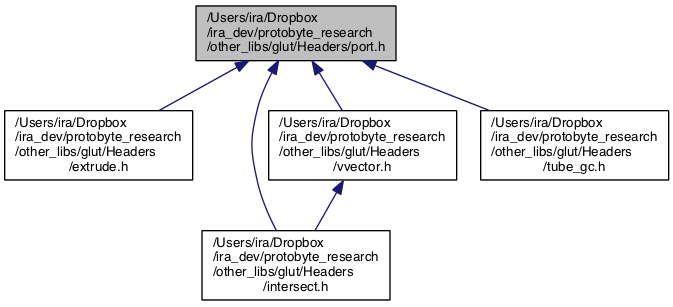 /Users/ira/Dropbox
/ira_dev/protobyte_research
/other_libs/glut/Headers/port.h
/Users/ira/Dropbox
/ira_dev/protobyte_research
/other_libs/glut/Headers
/extrude.h
/Users/ira/Dropbox
/ira_dev/protobyte_research
/other_libs/glut/Headers
/vvector.h
/Users/ira/Dropbox
/ira_dev/protobyte_research
/other_libs/glut/Headers
/tube_gc.h
/Users/ira/Dropbox
/ira_dev/protobyte_research
/other_libs/glut/Headers
/intersect.h